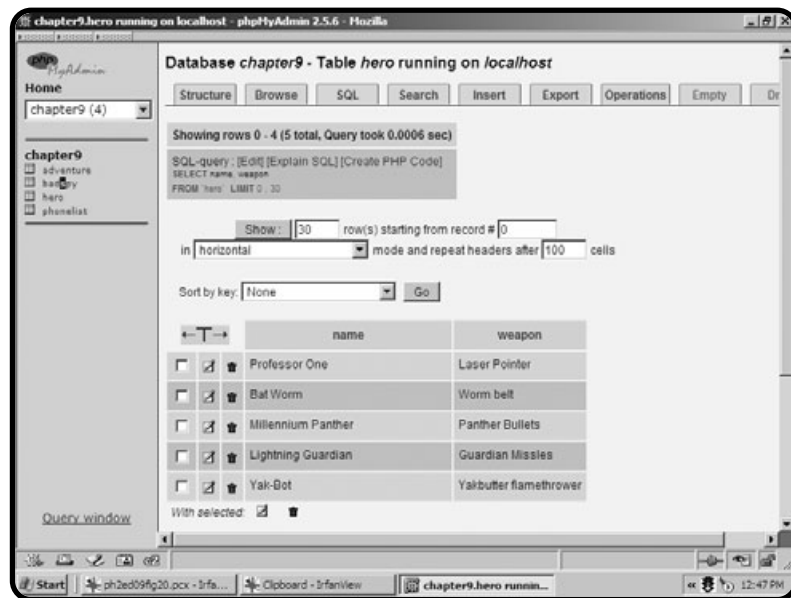 chapter9.hero running on localhost - phpMyAdmin 2.5.6 - Mozilla
php
MyAdmin
Home
chapter9 (4)
chapter9
adventure
hero
phonelist
Query window
Database chapter9 - Table hero running on localhost
Structure Browse SQL Search Insert Export Operations Empty Dr
Showing rows 0 - 4 (5 total, Query took 0.0006 sec)
SQL-query : [Edit] [Explain SQL] [Create PHP Code]
SELECT name, weapon
FROM `hero` LIMIT 0 , 30
Show : 30 row(s) starting from record # 0
in horizontal mode and repeat headers after 100 cells
Sort by key: None Go
←T→ name weapon
Professor One Laser Pointer
Bat Worm Worm belt
Millennium Panther Panther Bullets
Lightning Guardian Guardian Missles
Yak-Bot Yakbutter flamethrower
With selected:
Start ph2ed09fig20.pcx - Irfa... Clipboard - IrfanView chapter9.hero runnin... « 12:47 PM